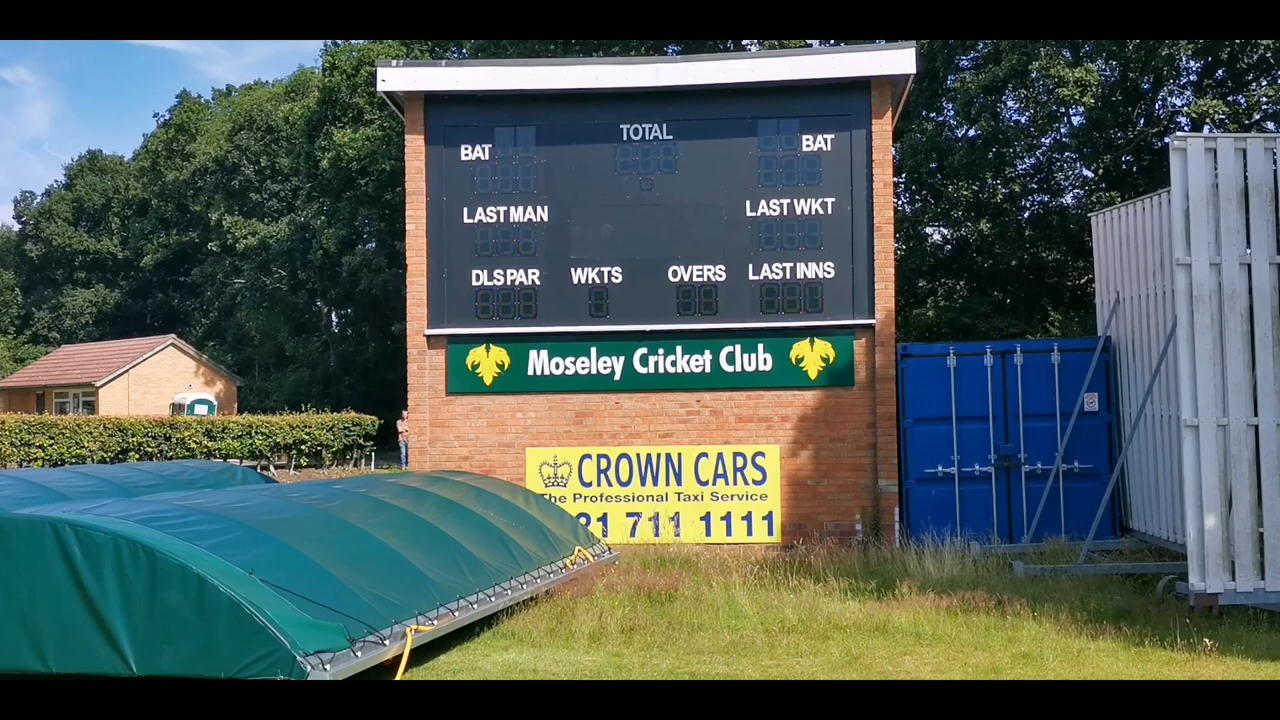 TOTAL
BAT BAT
LAST MAN LAST WKT
DLS PAR WKTS OVERS LAST INNS
Moseley Cricket Club
CROWN CARS
The Professional Taxi Service
21 711 1111